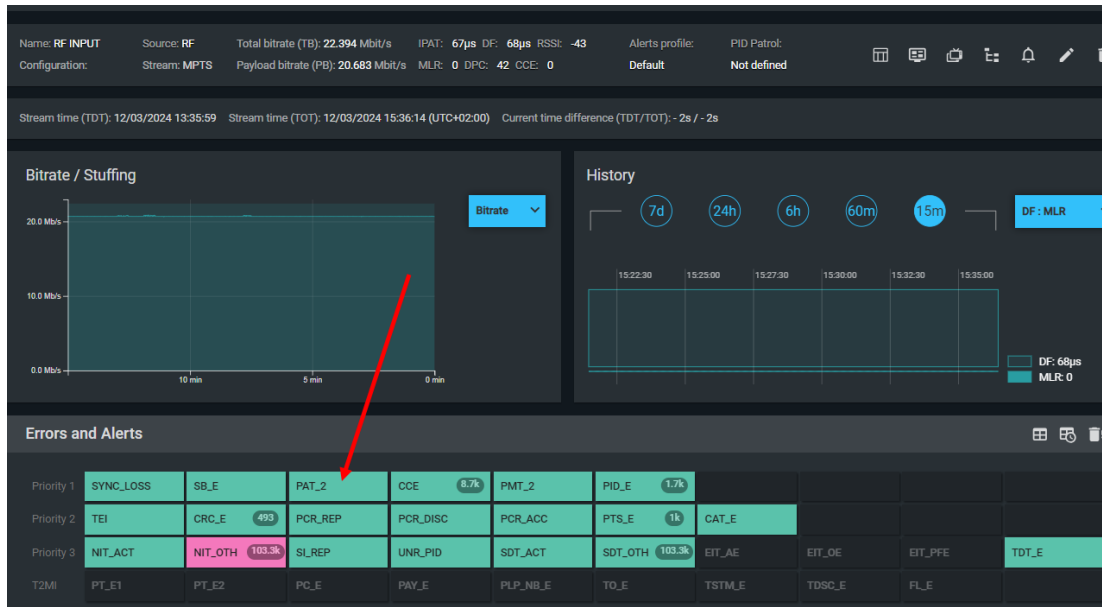 Name: RF INPUT Source: RF Total bitrate (TB): 22.394 Mbit/s IPAT: 67µs DF: 68µs RSSI: -43 Alerts profile: PID Patrol:
Configuration: Stream: MPTS Payload bitrate (PB): 20.683 Mbit/s MLR: 0 DPC: 42 CCE: 0 Default Not defined
Stream time (TDT): 12/03/2024 13:35:59 Stream time (TOT): 12/03/2024 15:36:14 (UTC+02:00) Current time difference (TDT/TOT): - 2s / - 2s
Bitrate / Stuffing
Bitrate
20.0 Mb/s
10.0 Mb/s
0.0 Mb/s
10 min 5 min 0 min
History
7d 24h 6h 60m 15m DF : MLR
15:22:30 15:25:00 15:27:30 15:30:00 15:32:30 15:35:00
DF: 68µs
MLR: 0
Errors and Alerts
Priority 1 SYNC_LOSS SB_E PAT_2 CCE 8.7k PMT_2 PID_E 1.7k
Priority 2 TEI CRC_E 493 PCR_REP PCR_DISC PCR_ACC PTS_E 1k CAT_E
Priority 3 NIT_ACT NIT_OTH 103.3k SI_REP UNR_PID SDT_ACT SDT_OTH 103.3k EIT_AE EIT_OE EIT_PFE TDT_E
T2MI PT_E1 PT_E2 PC_E PAY_E PLP_NB_E TO_E TSTM_E TDSC_E FL_E